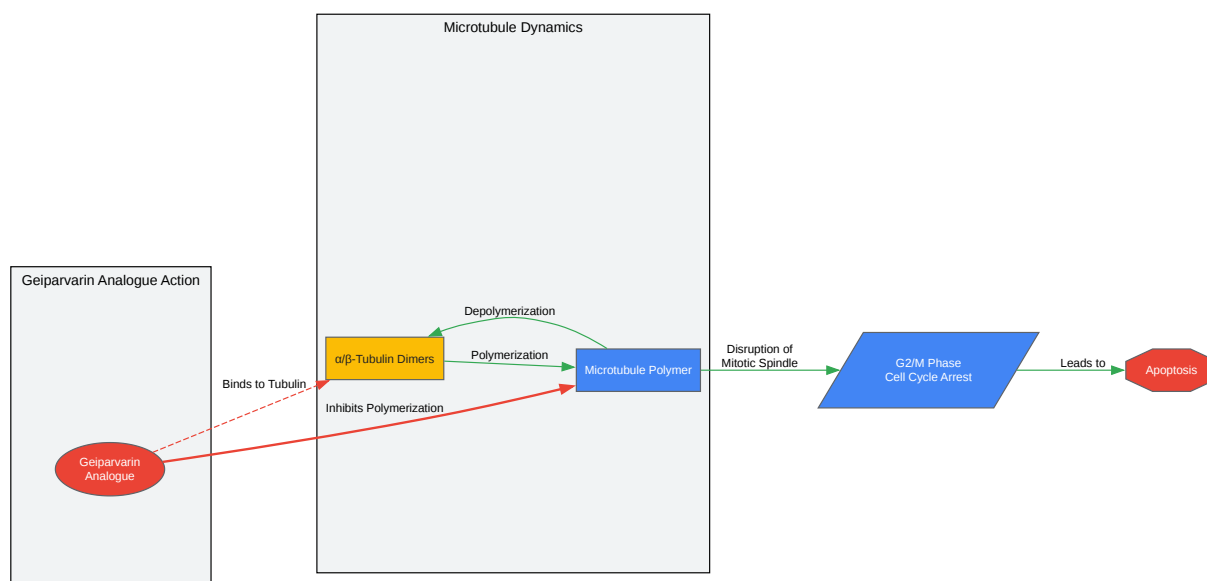 Microtubule Dynamics
Geiparvarin Analogue Action
Depolymerization
α/β-Tubulin Dimers
Polymerization
Microtubule Polymer
Disruption of
Mitotic Spindle
G2/M Phase
Cell Cycle Arrest
Leads to
Apoptosis
Binds to Tubulin
Inhibits Polymerization
Geiparvarin
Analogue